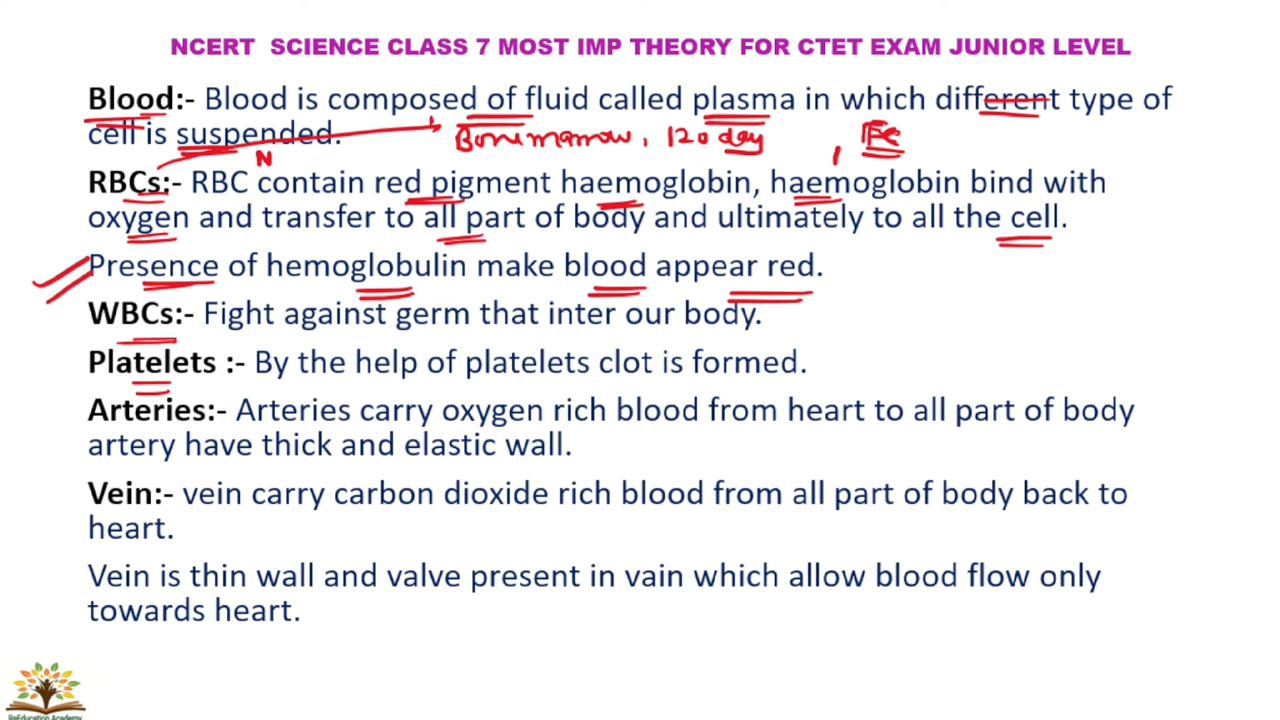 NCERT SCIENCE CLASS 7 MOST IMP THEORY FOR CTET EXAM JUNIOR LEVEL
Blood:- Blood is composed of fluid called plasma in which different type of
cell is suspended.
Bonemarrow, 120 day, Fe
N
RBCs:- RBC contain red pigment haemoglobin, haemoglobin bind with
oxygen and transfer to all part of body and ultimately to all the cell.
Presence of hemoglobulin make blood appear red.
WBCs:- Fight against germ that inter our body.
Platelets :- By the help of platelets clot is formed.
Arteries:- Arteries carry oxygen rich blood from heart to all part of body
artery have thick and elastic wall.
Vein:- vein carry carbon dioxide rich blood from all part of body back to
heart.
Vein is thin wall and valve present in vain which allow blood flow only
towards heart.
ReEducation Academy